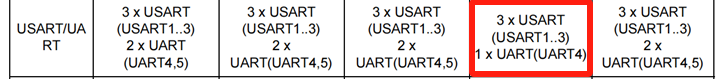 USART/UA
RT
3 x USART
(USART1..3)
2 x UART
(UART4,5)
3 x USART
(USART1..3)
2 x
UART(UART4,5)
3 x USART
(USART1..3)
2 x
UART(UART4,5)
3 x USART
(USART1..3)
1 x UART(UART4)
3 x USART
(USART1..3)
2 x
UART(UART4,5)